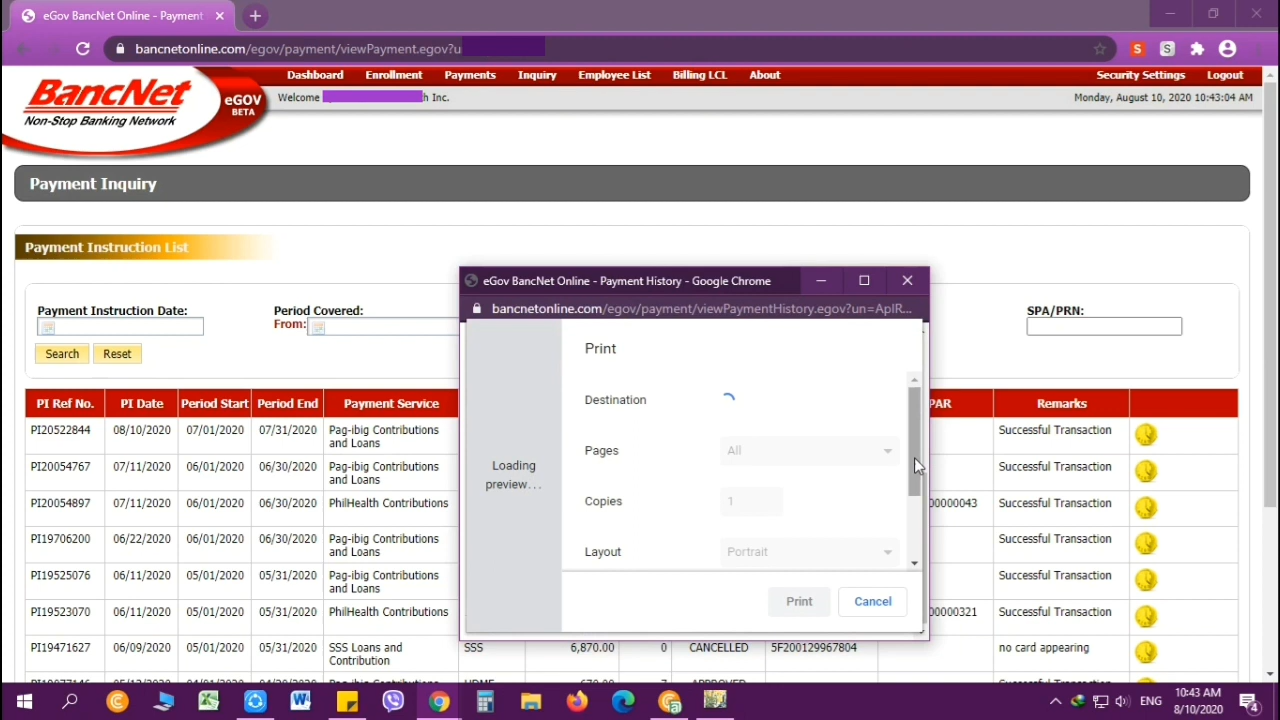 eGov BancNet Online - Payment
bancnetonline.com/egov/payment/viewPayment.egov?u
S
S
BancNet
Non-Stop Banking Network
eGOV
BETA
Dashboard Enrollment Payments Inquiry Employee List Billing LCL About Security Settings Logout
Welcome h Inc. Monday, August 10, 2020 10:43:04 AM
Payment Inquiry
Payment Instruction List
Payment Instruction Date: Period Covered: SPA/PRN:
From:
Search Reset
PI Ref No. PI Date Period Start Period End Payment Service PAR Remarks
PI20522844 08/10/2020 07/01/2020 07/31/2020 Pag-ibig Contributions and Loans Successful Transaction
PI20054767 07/11/2020 06/01/2020 06/30/2020 Pag-ibig Contributions and Loans Successful Transaction
PI20054897 07/11/2020 06/01/2020 06/30/2020 PhilHealth Contributions 00000043 Successful Transaction
PI19706200 06/22/2020 06/01/2020 06/30/2020 Pag-ibig Contributions and Loans Successful Transaction
PI19525076 06/11/2020 05/01/2020 05/31/2020 Pag-ibig Contributions and Loans Successful Transaction
PI19523070 06/11/2020 05/01/2020 05/31/2020 PhilHealth Contributions 00000321 Successful Transaction
PI19471627 06/09/2020 05/01/2020 05/31/2020 SSS Loans and Contribution SSS 6,870.00 0 CANCELLED 5F200129967804 no card appearing
eGov BancNet Online - Payment History - Google Chrome
bancnetonline.com/egov/payment/viewPaymentHistory.egov?un=ApIR...
Loading
preview...
Print
Destination
Pages All
Copies 1
Layout Portrait
Print Cancel
ENG
10:43 AM
8/10/2020
4